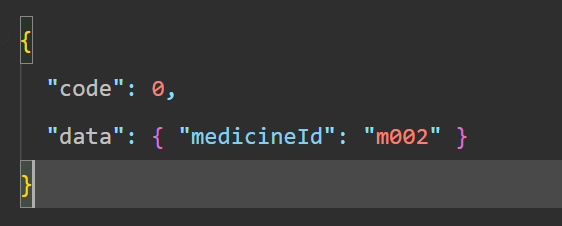 {
"code": 0,
"data": { "medicineId": "m002" }
}